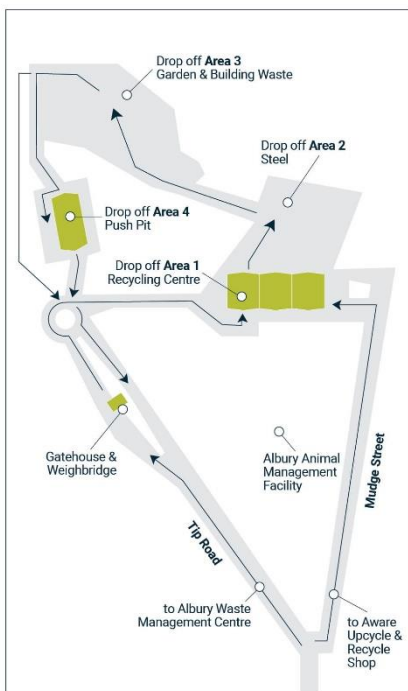 Drop off Area 3
Garden & Building Waste
Drop off Area 2
Steel
Drop off Area 4
Push Pit
Drop off Area 1
Recycling Centre
Gatehouse &
Weighbridge
Albury Animal
Management
Facility
Mudge Street
Tip Road
to Albury Waste
Management Centre
to Aware
Upcycle &
Recycle
Shop